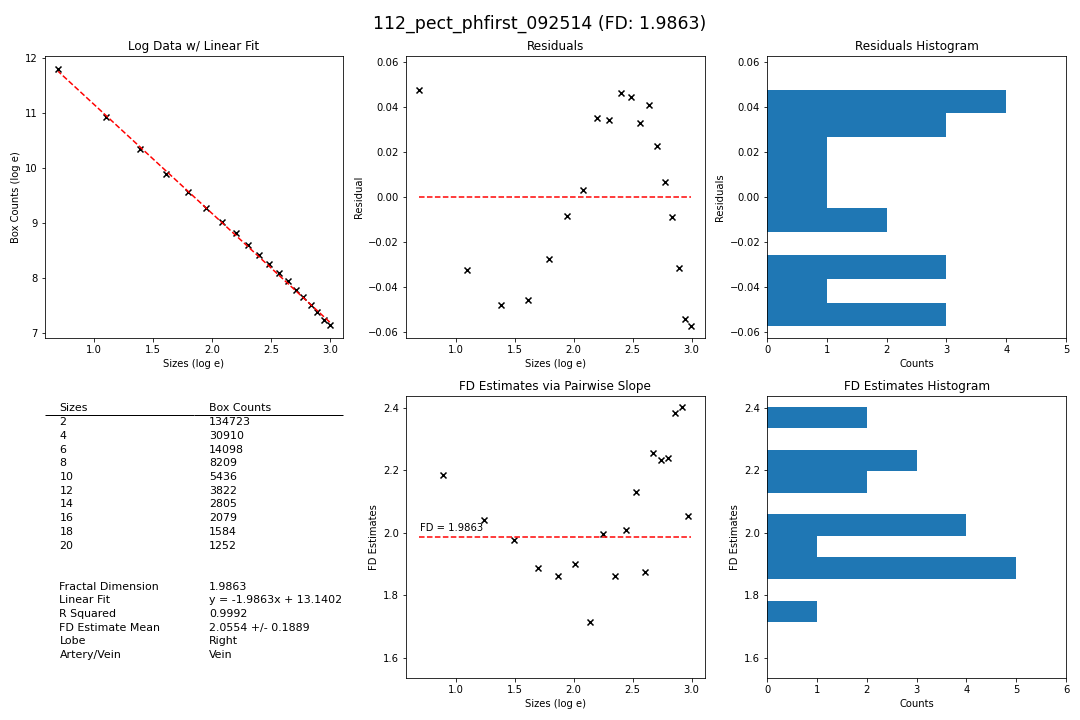 112_pect_phfirst_092514 (FD: 1.9863)
Log Data w/ Linear Fit
12
11
10
9
8
7
Box Counts (log e)
1.0 1.5 2.0 2.5 3.0
Sizes (log e)
Residuals
0.06
0.04
0.02
0.00
−0.02
−0.04
−0.06
Residual
1.0 1.5 2.0 2.5 3.0
Sizes (log e)
Residuals Histogram
0.06
0.04
0.02
0.00
−0.02
−0.04
−0.06
Residuals
0 1 2 3 4 5
Counts
Sizes Box Counts
2 134723
4 30910
6 14098
8 8209
10 5436
12 3822
14 2805
16 2079
18 1584
20 1252
Fractal Dimension 1.9863
Linear Fit y = -1.9863x + 13.1402
R Squared 0.9992
FD Estimate Mean 2.0554 +/- 0.1889
Lobe Right
Artery/Vein Vein
FD Estimates via Pairwise Slope
2.4
2.2
2.0
1.8
1.6
FD Estimates
FD = 1.9863
1.0 1.5 2.0 2.5 3.0
Sizes (log e)
FD Estimates Histogram
2.4
2.2
2.0
1.8
1.6
FD Estimates
0 1 2 3 4 5 6
Counts